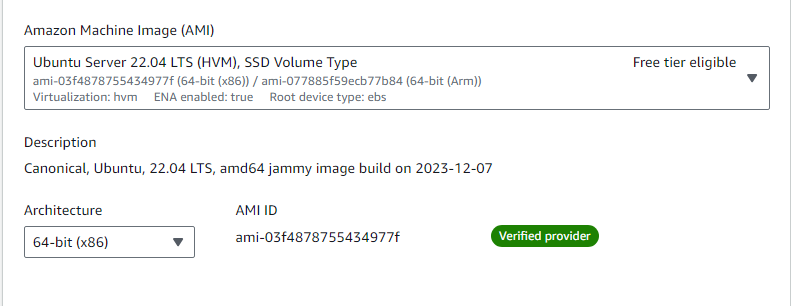 Amazon Machine Image (AMI)
Ubuntu Server 22.04 LTS (HVM), SSD Volume Type Free tier eligible
ami-03f4878755434977f (64-bit (x86)) / ami-077885f59ecb77b84 (64-bit (Arm))
Virtualization: hvm ENA enabled: true Root device type: ebs
Description
Canonical, Ubuntu, 22.04 LTS, amd64 jammy image build on 2023-12-07
Architecture AMI ID
64-bit (x86) ami-03f4878755434977f Verified provider